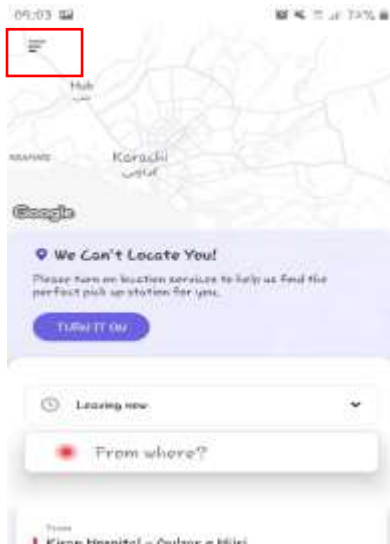 09:03
Hub
Karachi
Google
We Can't Locate You!
Please turn on location services to help us find the
perfect pick up station for you.
TURN IT ON
Leaving now
From where?
From
Kiran Hospital - Gulzar e Hijri